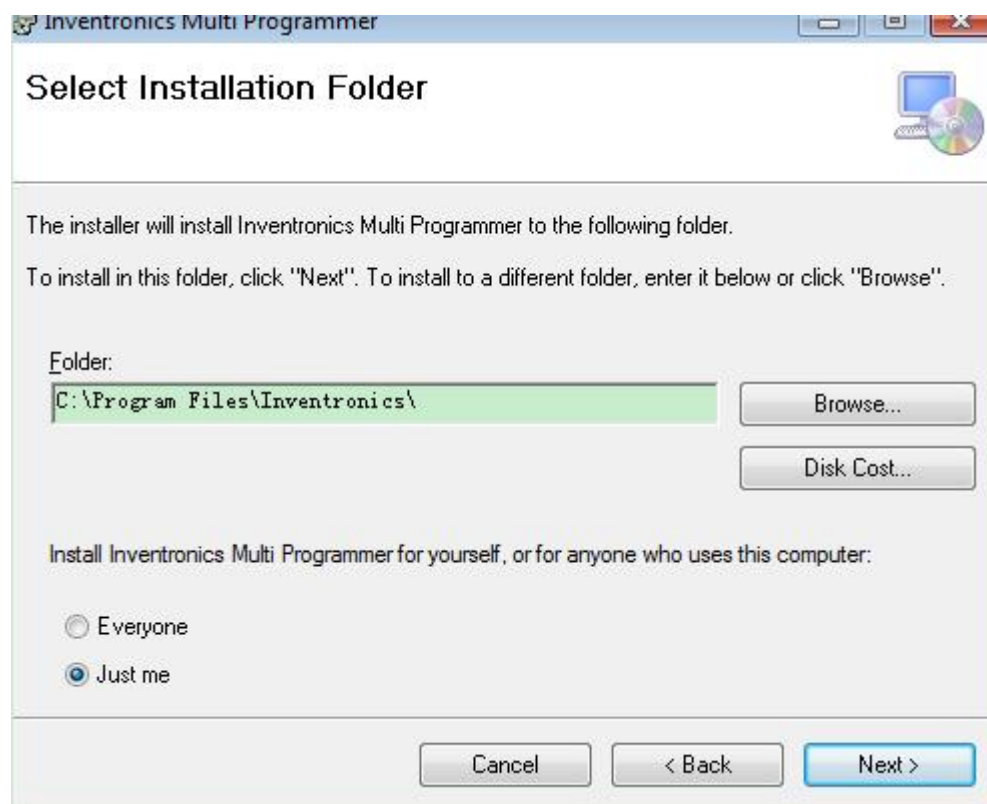 Inventronics Multi Programmer
Select Installation Folder
The installer will install Inventronics Multi Programmer to the following folder.
To install in this folder, click "Next". To install to a different folder, enter it below or click "Browse".
Folder:
C:\Program Files\Inventronics\
Browse...
Disk Cost...
Install Inventronics Multi Programmer for yourself, or for anyone who uses this computer:
Everyone
Just me
Cancel
< Back
Next >